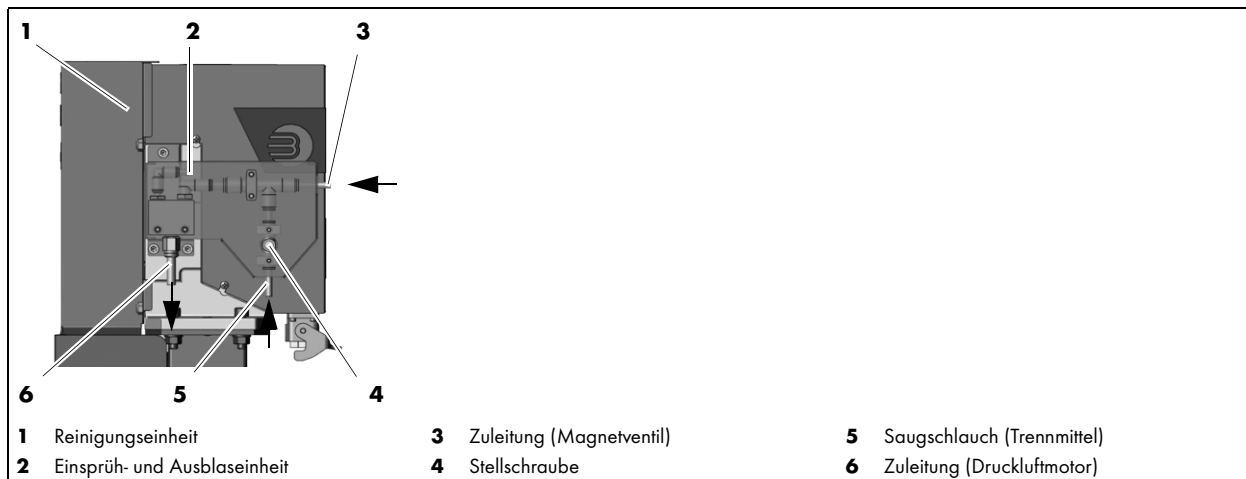 1 2 3
6 5 4
1 Reinigungseinheit
2 Einsprüh- und Ausblaseinheit
3 Zuleitung (Magnetventil)
4 Stellschraube
5 Saugschlauch (Trennmittel)
6 Zuleitung (Druckluftmotor)